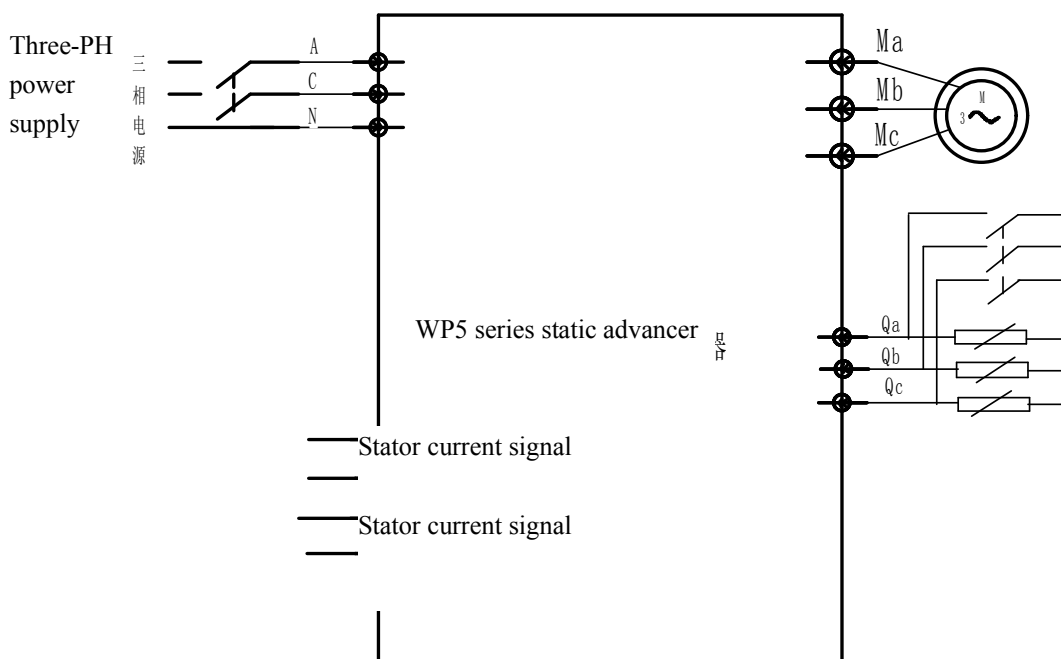 Three-PH
power
supply
三
相
电
源
A
C
N
Ma
Mb
Mc
M
3
WP5 series static advancer
Qa
Qb
Qc
Stator current signal
Stator current signal